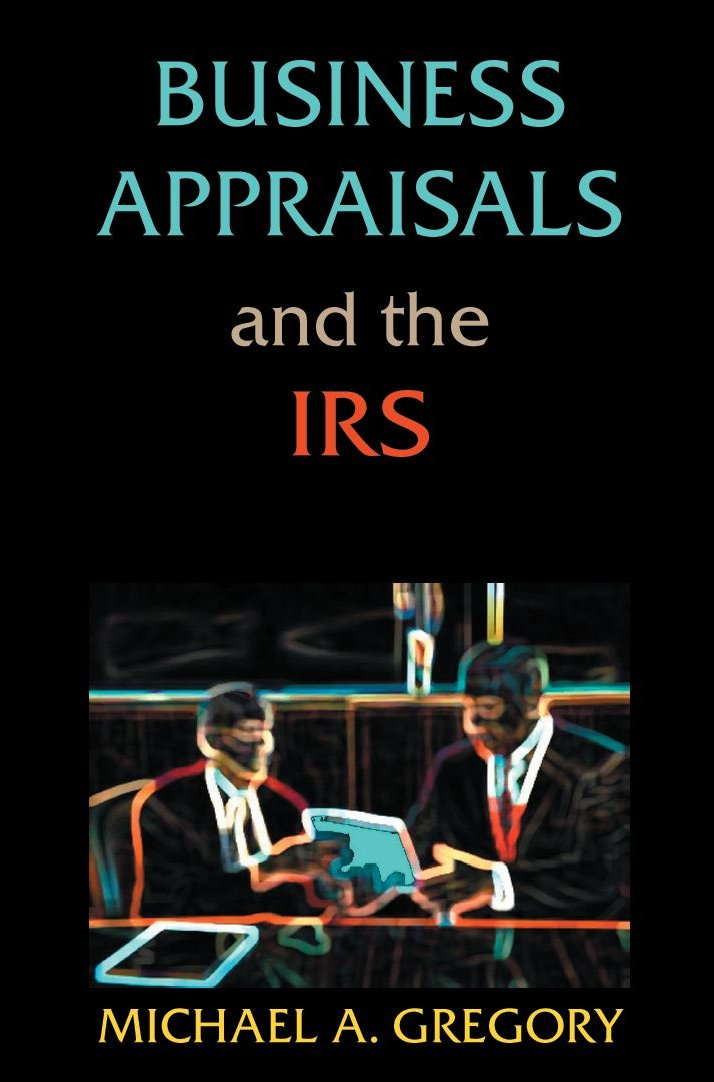 BUSINESS
APPRAISALS
and the
IRS
MICHAEL A. GREGORY